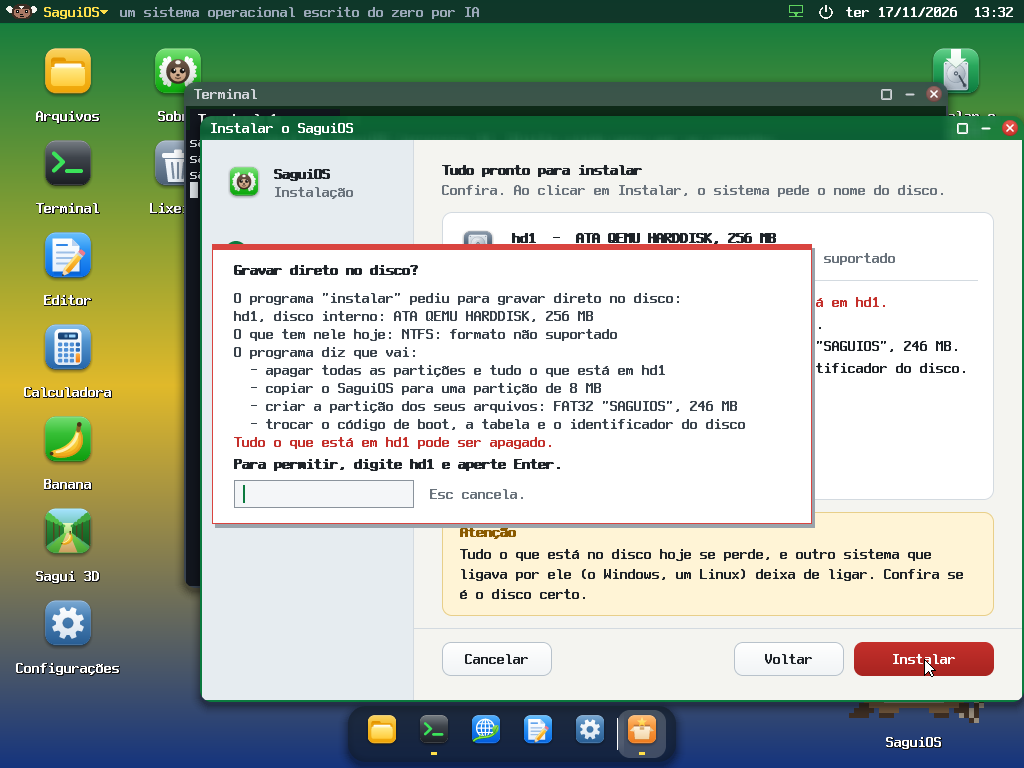 SaguiOS um sistema operacional escrito do zero por IA ter 17/11/2026 13:32
Arquivos
Terminal
Editor
Calculadora
Banana
Sagui 3D
Configurações
Terminal
Instalar o SaguiOS
SaguiOS
Instalação
Tudo pronto para instalar
Confira. Ao clicar em Instalar, o sistema pede o nome do disco.
hd1 - ATA QEMU HARDDISK, 256 MB
suportado
á em hd1.
"SAGUIOS", 246 MB.
tificador do disco.
Gravar direto no disco?
O programa "instalar" pediu para gravar direto no disco:
hd1, disco interno: ATA QEMU HARDDISK, 256 MB
O que tem nele hoje: NTFS: formato não suportado
O programa diz que vai:
- apagar todas as partições e tudo o que está em hd1
- copiar o SaguiOS para uma partição de 8 MB
- criar a partição dos seus arquivos: FAT32 "SAGUIOS", 246 MB
- trocar o código de boot, a tabela e o identificador do disco
Tudo o que está em hd1 pode ser apagado.
Para permitir, digite hd1 e aperte Enter.
Esc cancela.
Atenção
Tudo o que está no disco hoje se perde, e outro sistema que
ligava por ele (o Windows, um Linux) deixa de ligar. Confira se
é o disco certo.
Cancelar
Voltar
Instalar
SaguiOS